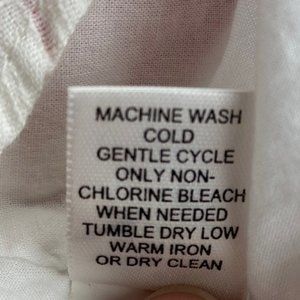 MACHINE WASH
COLD
GENTLE CYCLE
ONLY NON-
CHLORINE BLEACH
WHEN NEEDED
TUMBLE DRY LOW
WARM IRON
OR DRY CLEAN